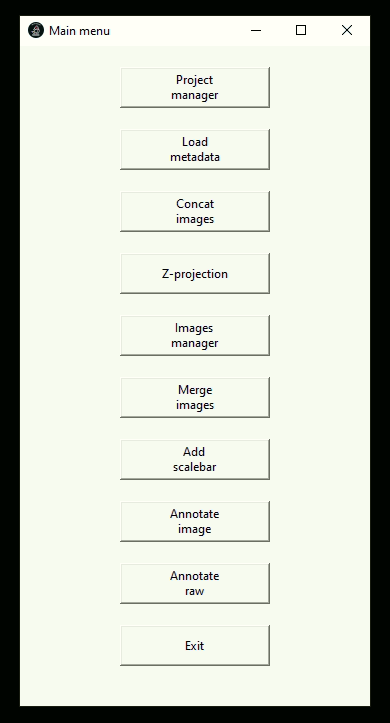 Main menu
Project
manager
Load
metadata
Concat
images
Z-projection
Images
manager
Merge
images
Add
scalebar
Annotate
image
Annotate
raw
Exit